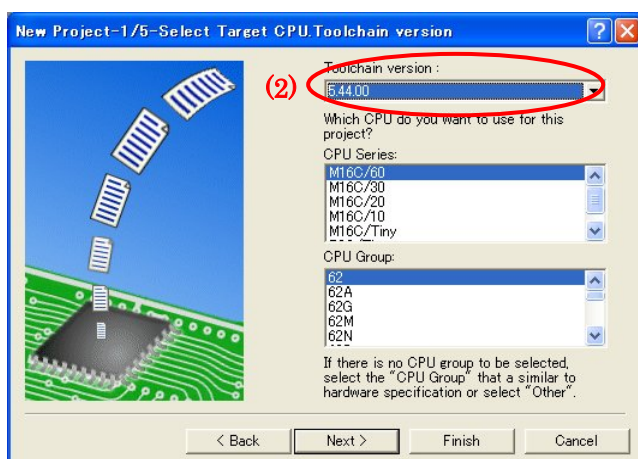 New Project-1/5-Select Target CPU.Toolchain version
Toolchain version :
(2)
5.44.00
Which CPU do you want to use for this
project?
CPU Series:
M16C/60
M16C/30
M16C/20
M16C/10
M16C/Tiny
CPU Group:
62
62A
62G
62M
62N
If there is no CPU group to be selected,
select the "CPU Group" that a similar to
hardware specification or select "Other".
< Back
Next >
Finish
Cancel